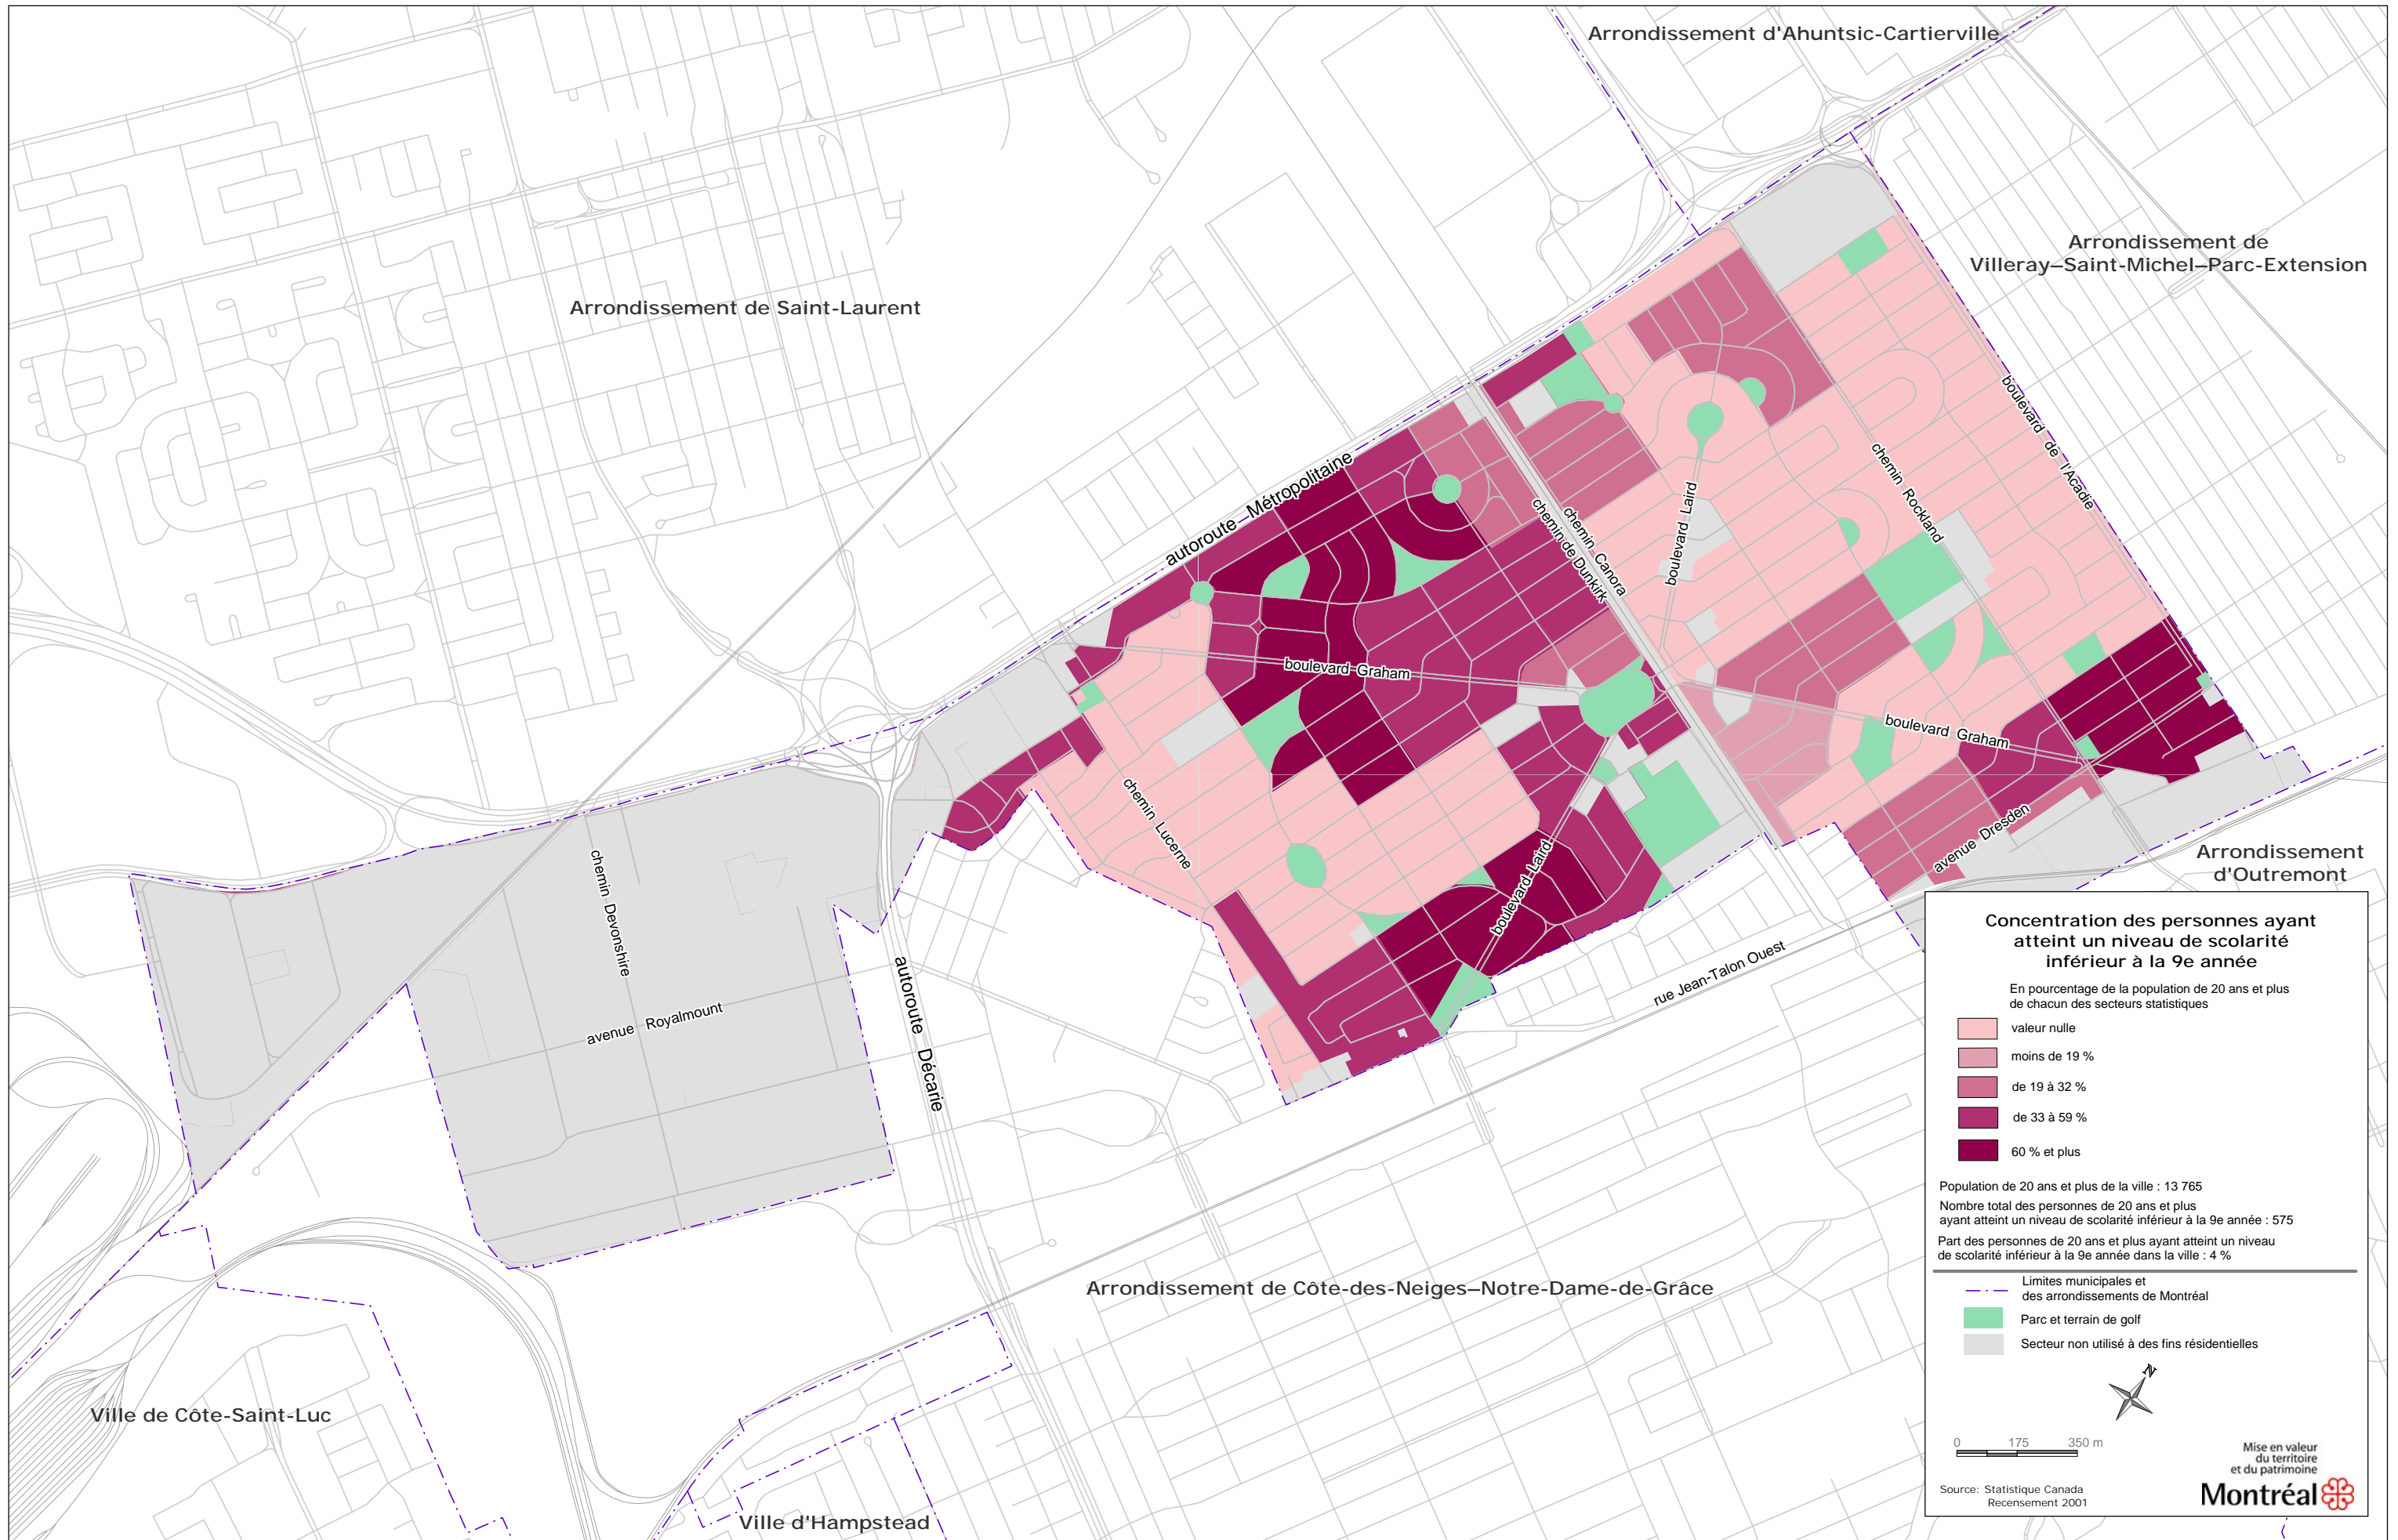 Arrondissement d'Ahuntsic-Cartierville
Arrondissement de
Villeray–Saint-Michel–Parc-Extension
Arrondissement de Saint-Laurent
boulevard de l'Acadie
chemin Rockland
autoroute Métropolitaine
boulevard Laird
chemin Canora
chemin de Dunkirk
boulevard Graham
boulevard Graham
chemin Lucerne
avenue Dresden
boulevard Laird
chemin Devonshire
avenue Royalmount
autoroute Décarie
rue Jean-Talon Ouest
Arrondissement
d'Outremont
Arrondissement de Côte-des-Neiges–Notre-Dame-de-Grâce
Ville de Côte-Saint-Luc
Ville d'Hampstead
Concentration des personnes ayant
atteint un niveau de scolarité
inférieur à la 9e année
En pourcentage de la population de 20 ans et plus
de chacun des secteurs statistiques
valeur nulle
moins de 19 %
de 19 à 32 %
de 33 à 59 %
60 % et plus
Population de 20 ans et plus de la ville : 13 765
Nombre total des personnes de 20 ans et plus
ayant atteint un niveau de scolarité inférieur à la 9e année : 575
Part des personnes de 20 ans et plus ayant atteint un niveau
de scolarité inférieur à la 9e année dans la ville : 4 %
Limites municipales et
des arrondissements de Montréal
Parc et terrain de golf
Secteur non utilisé à des fins résidentielles
N
0 175 350 m
Mise en valeur
du territoire
et du patrimoine
Source: Statistique Canada
Recensement 2001
Montréal